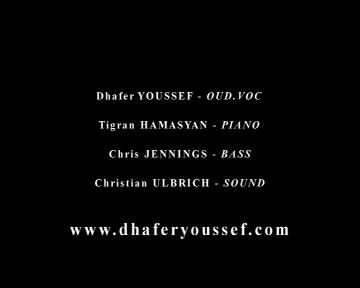 Dhafer YOUSSEF - OUD.VOC
Tigran HAMASYAN - PIANO
Chris JENNINGS - BASS
Christian ULBRICH - SOUND
www.dhaferyoussef.com